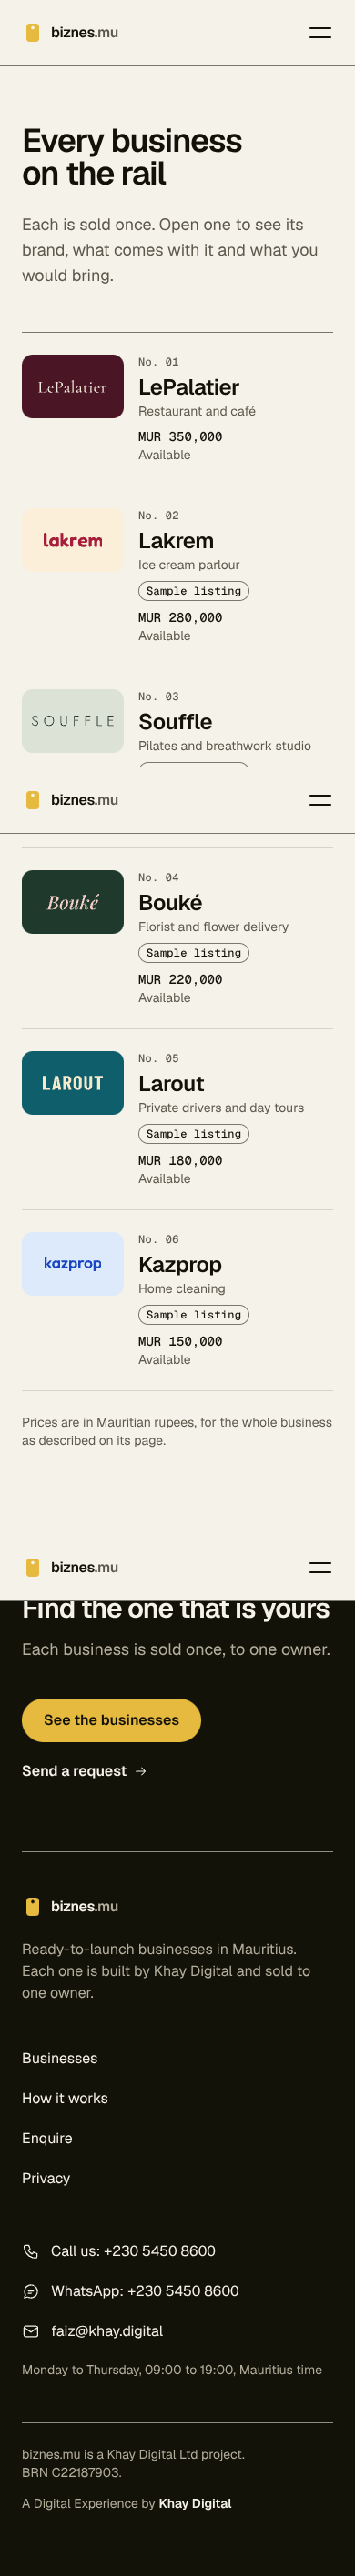 biznes.mu
Every business
on the rail
Each is sold once. Open one to see its
brand, what comes with it and what you
would bring.
LePalatier
No. 01
LePalatier
Restaurant and café
MUR 350,000
Available
lakrem
No. 02
Lakrem
Ice cream parlour
Sample listing
MUR 280,000
Available
SOUFFLE
No. 03
Souffle
Pilates and breathwork studio
biznes.mu
Bouké
No. 04
Bouké
Florist and flower delivery
Sample listing
MUR 220,000
Available
LAROUT
No. 05
Larout
Private drivers and day tours
Sample listing
MUR 180,000
Available
kazprop
No. 06
Kazprop
Home cleaning
Sample listing
MUR 150,000
Available
Prices are in Mauritian rupees, for the whole business
as described on its page.
biznes.mu
Find the one that is yours
Each business is sold once, to one owner.
See the businesses
Send a request →
biznes.mu
Ready-to-launch businesses in Mauritius.
Each one is built by Khay Digital and sold to
one owner.
Businesses
How it works
Enquire
Privacy
Call us: +230 5450 8600
WhatsApp: +230 5450 8600
faiz@khay.digital
Monday to Thursday, 09:00 to 19:00, Mauritius time
biznes.mu is a Khay Digital Ltd project.
BRN C22187903.
A Digital Experience by Khay Digital